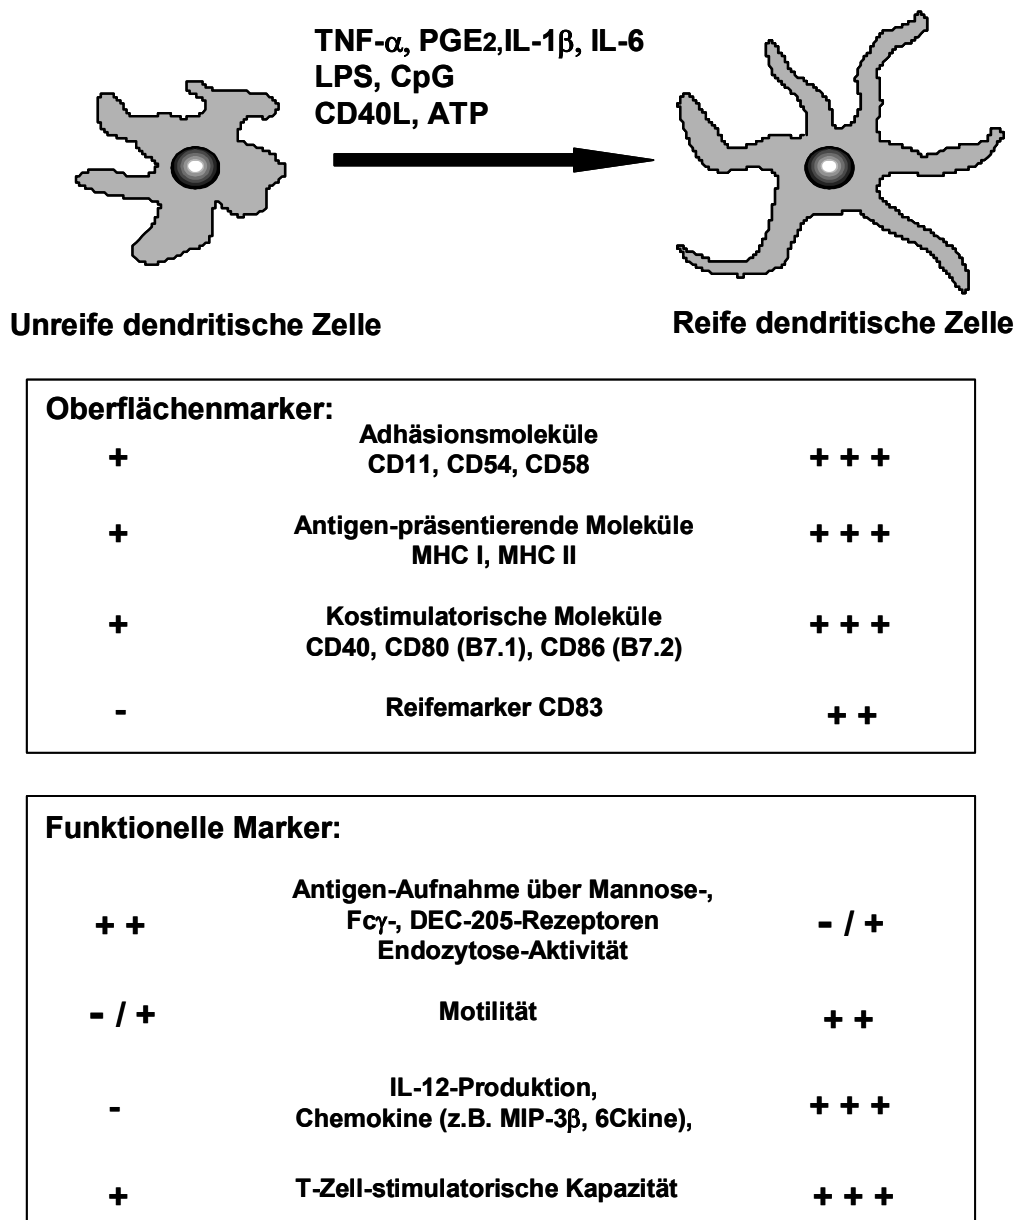 TNF-α, PGE2,IL-1β, IL-6
LPS, CpG
CD40L, ATP
Unreife dendritische Zelle
Reife dendritische Zelle
Oberflächenmarker:
Adhäsionsmoleküle
+ CD11, CD54, CD58 + + +
+ Antigen-präsentierende Moleküle + + +
MHC I, MHC II
+ Kostimulatorische Moleküle + + +
CD40, CD80 (B7.1), CD86 (B7.2)
- Reifemarker CD83 + +
Funktionelle Marker:
Antigen-Aufnahme über Mannose-,
+ + Fcγ-, DEC-205-Rezeptoren - / +
Endozytose-Aktivität
- / + Motilität + +
IL-12-Produktion,
- Chemokine (z.B. MIP-3β, 6Ckine), + + +
+ T-Zell-stimulatorische Kapazität + + +